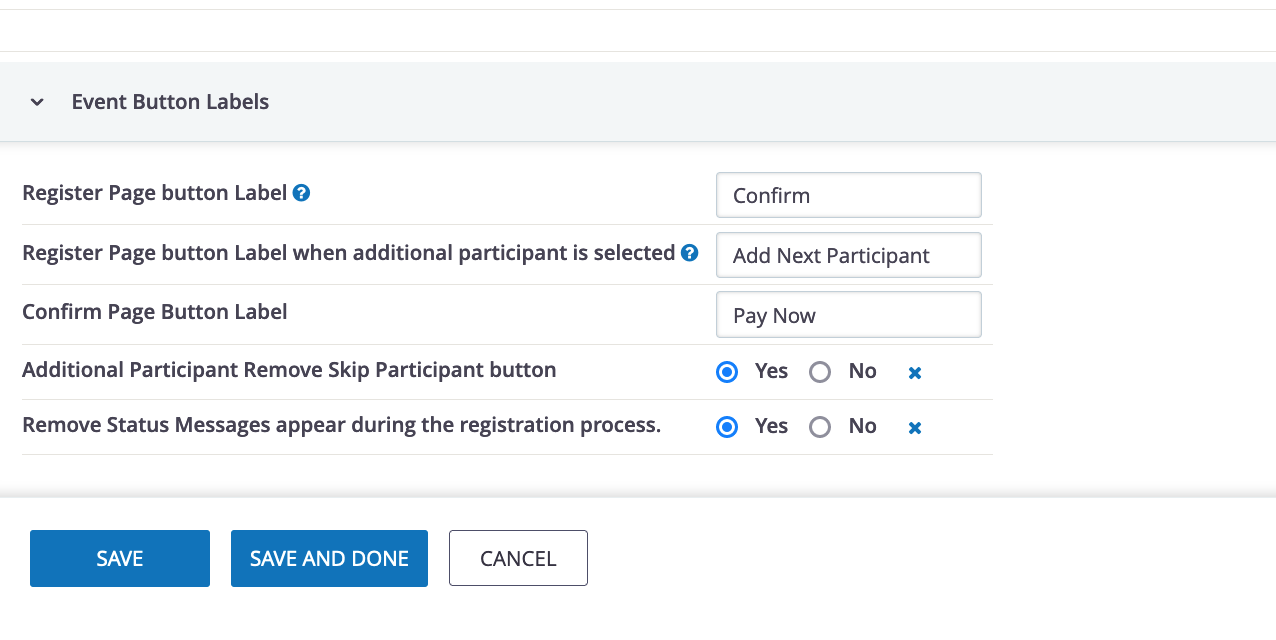 Event Button Labels
Register Page button Label ?
Confirm
Register Page button Label when additional participant is selected ?
Add Next Participant
Confirm Page Button Label
Pay Now
Additional Participant Remove Skip Participant button
Yes No
Remove Status Messages appear during the registration process.
Yes No
SAVE SAVE AND DONE CANCEL